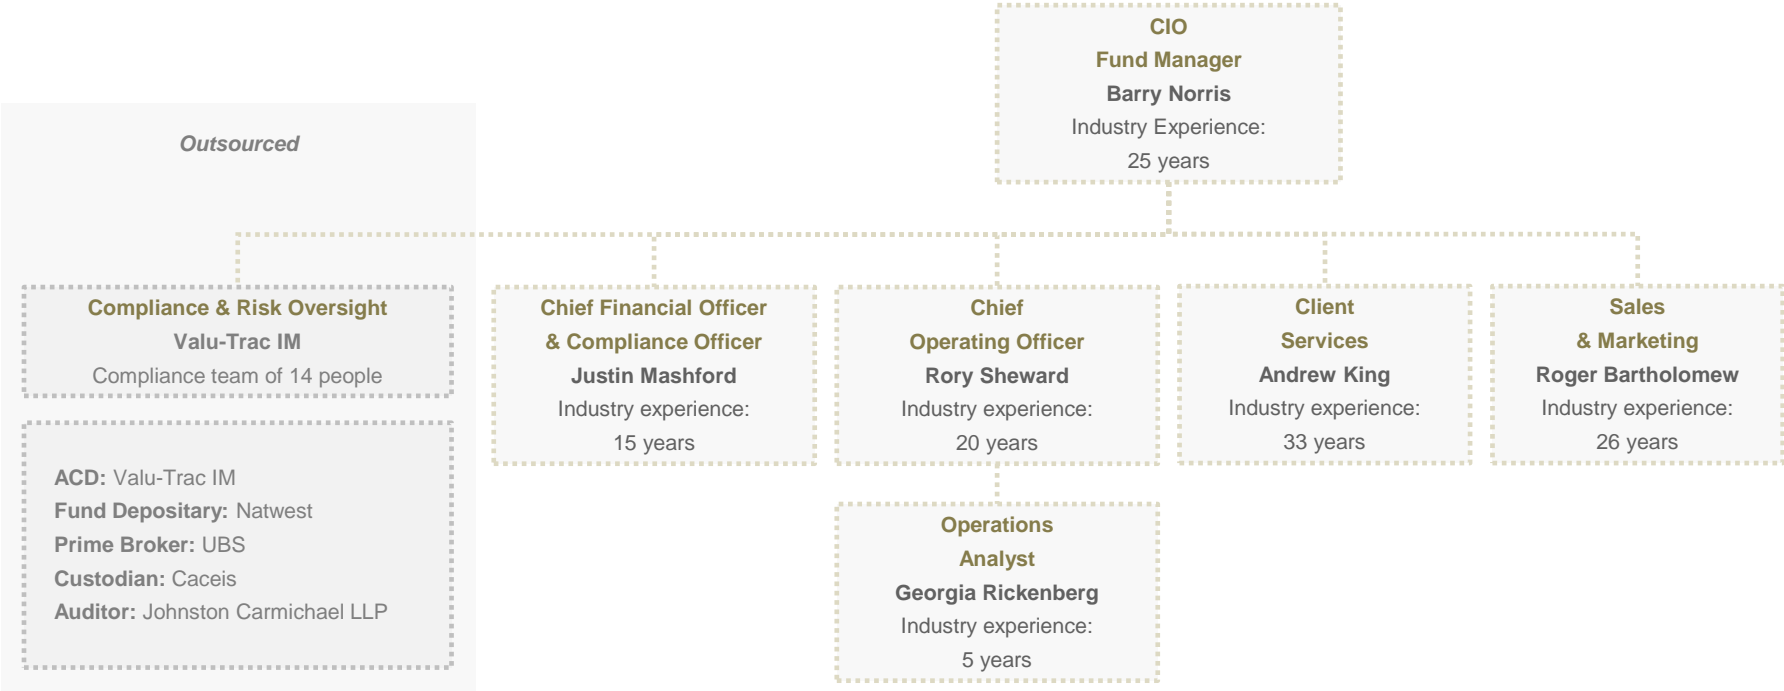 CIO
Fund Manager
Barry Norris
Industry Experience:
25 years
Outsourced
Compliance & Risk Oversight
Valu-Trac IM
Compliance team of 14 people
ACD: Valu-Trac IM
Fund Depositary: Natwest
Prime Broker: UBS
Custodian: Caceis
Auditor: Johnston Carmichael LLP
Chief Financial Officer
& Compliance Officer
Justin Mashford
Industry experience:
15 years
Chief
Operating Officer
Rory Sheward
Industry experience:
20 years
Operations
Analyst
Georgia Rickenberg
Industry experience:
5 years
Client
Services
Andrew King
Industry experience:
33 years
Sales
& Marketing
Roger Bartholomew
Industry experience:
26 years